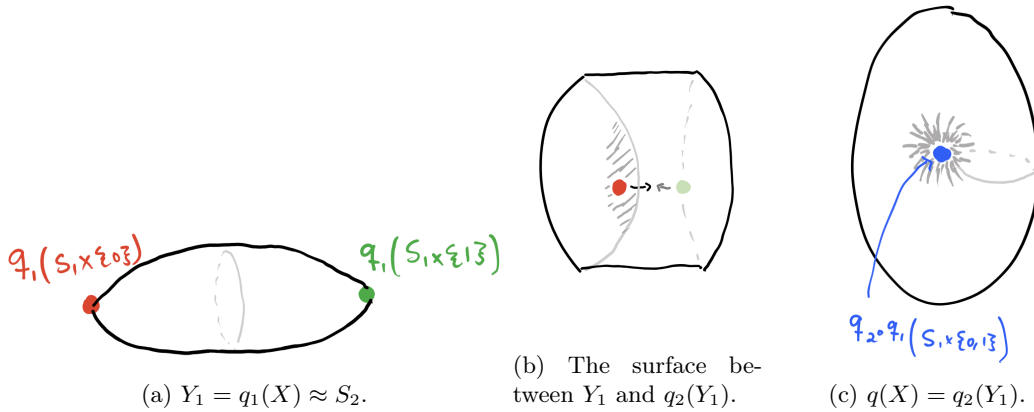 q₁(S₁×{0})
q₁(S₁×{1})
(a) Y₁ = q₁(X) ≈ S₂.
(b) The surface be-
tween Y₁ and q₂(Y₁).
q₂∘q₁(S₁×{0,1})
(c) q(X) = q₂(Y₁).